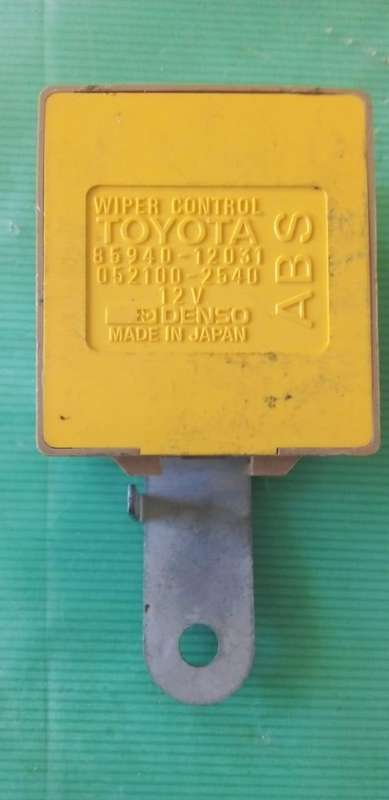 WIPER CONTROL
TOYOTA
85940-12031
052100-2540
12V
DENSO
MADE IN JAPAN
ABS